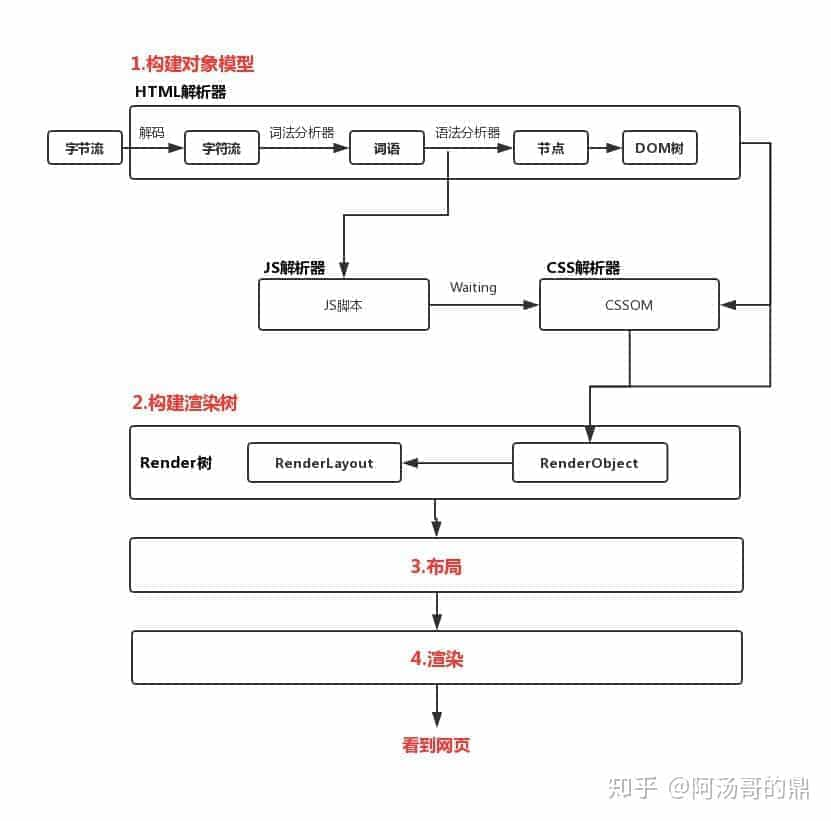 1.构建对象模型
HTML解析器
字节流
解码
字符流
词法分析器
词语
语法分析器
节点
DOM树
JS解析器
JS脚本
Waiting
CSS解析器
CSSOM
2.构建渲染树
Render树
RenderLayout
RenderObject
3.布局
4.渲染
看到网页
知乎 @阿汤哥的鼎